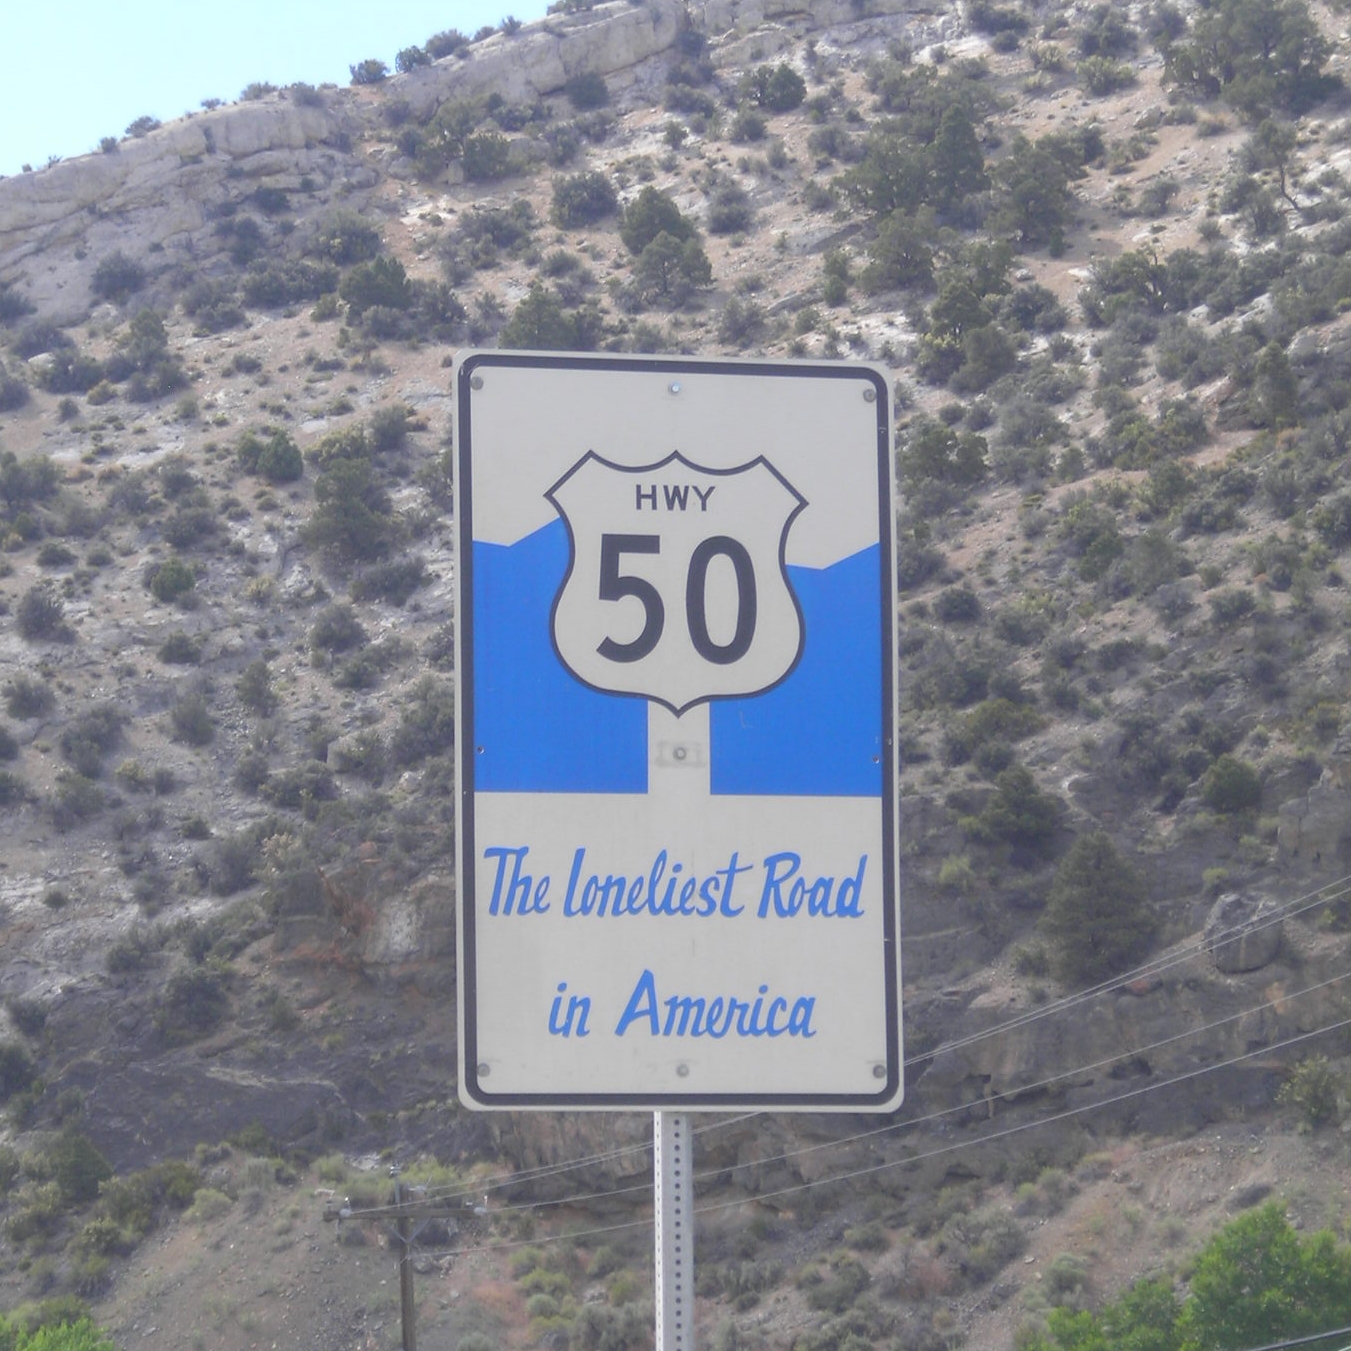 HWY
50
The loneliest Road
in America